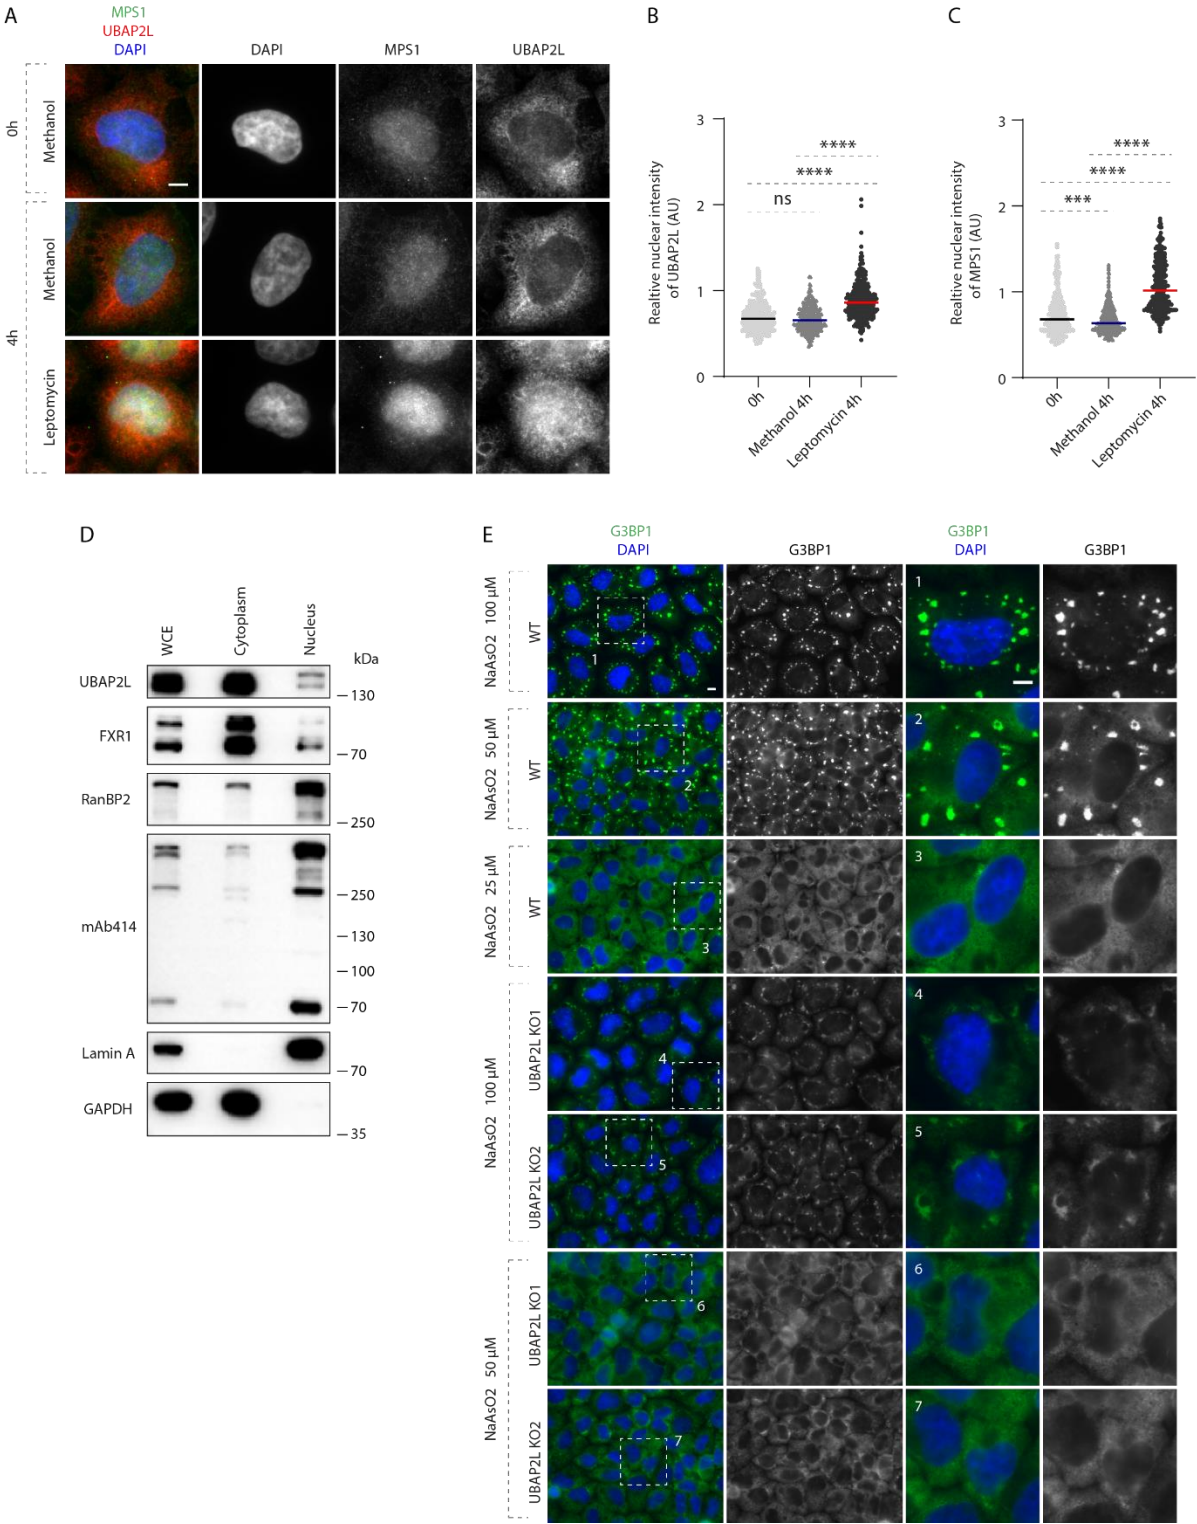 A
MPS1
UBAP2L
DAPI
DAPI
MPS1
UBAP2L
0h
Methanol
4h
Methanol
Leptomycin
B
Realtive nuclear intensity
of UBAP2L (AU)
3
2
1
0
****
****
ns
0h
Methanol 4h
Leptomycin 4h
C
Realtive nuclear intensity
of MPS1 (AU)
3
2
1
0
****
****
***
0h
Methanol 4h
Leptomycin 4h
D
WCE
Cytoplasm
Nucleus
kDa
UBAP2L
130
FXR1
70
RanBP2
250
mAb414
250
130
100
70
Lamin A
70
GAPDH
35
E
G3BP1
DAPI
G3BP1
G3BP1
DAPI
G3BP1
NaAsO2 100 µM
WT
1
1
NaAsO2 50 µM
WT
2
2
NaAsO2 25 µM
WT
3
3
NaAsO2 100 µM
UBAP2L KO1
4
4
UBAP2L KO2
5
5
NaAsO2 50 µM
UBAP2L KO1
6
6
UBAP2L KO2
7
7